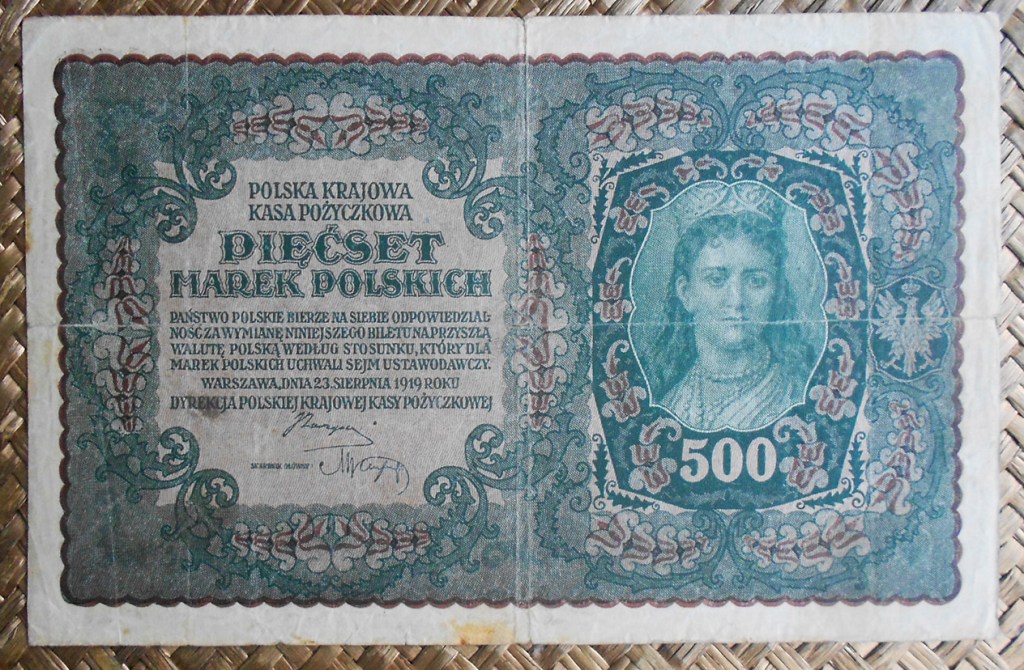 POLSKA KRAJOWA
KASA POŻYCZKOWA
PIĘĆSET
MAREK POLSKICH
PAŃSTWO POLSKIE BIERZE NA SIEBIE ODPOWIEDZIAL
NOŚĆ ZA WYMIANĘ NINIEJSZEGO BILETU NA PRZYSZŁĄ
WALUTĘ POLSKĄ WEDŁUG STOSUNKU, KTÓRY DLA
MAREK POLSKICH UCHWALI SEJM USTAWODAWCZY.
WARSZAWA, DNIA 23. SIERPNIA 1919 ROKU
DYREKCJA POLSKIEJ KRAJOWEJ KASY POŻYCZKOWEJ
SKARBNIK GŁÓWNY:
500